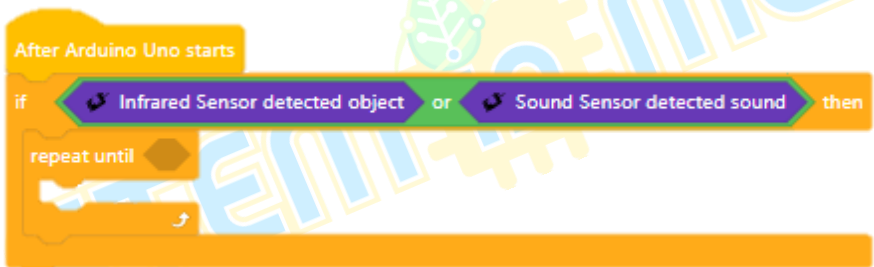 After Arduino Uno starts
if Infrared Sensor detected object or Sound Sensor detected sound then
repeat until